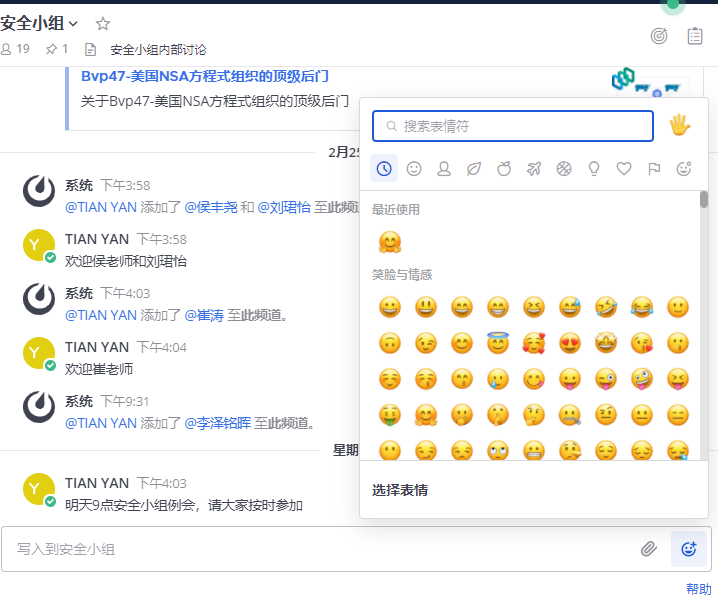 安全小组
19 1 安全小组内部讨论
Bvp47-美国NSA方程式组织的顶级后门
关于Bvp47-美国NSA方程式组织的顶级后门
搜索表情符
2月25
最近使用
系统 下午3:58
@TIAN YAN 添加了 @侯丰尧 和 @刘珺怡 至此频道
TIAN YAN 下午3:58
欢迎侯老师和刘珺怡
笑脸与情感
系统 下午4:03
@TIAN YAN 添加了 @崔涛 至此频道。
TIAN YAN 下午4:04
欢迎崔老师
系统 下午9:31
@TIAN YAN 添加了 @李泽铭晖 至此频道。
星期
TIAN YAN 下午4:03
明天9点安全小组例会，请大家按时参加
选择表情
写入到安全小组
帮助